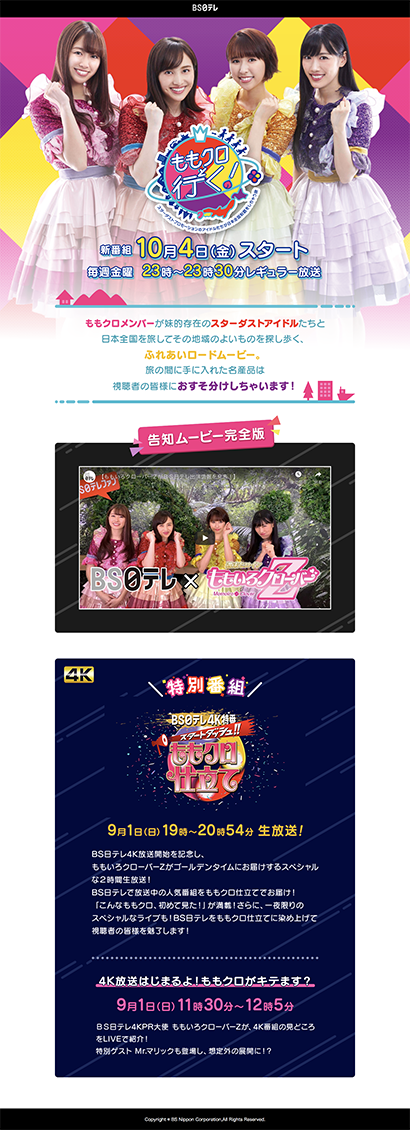 BS日テレ
ももクロ
行く!
新番組 10月4日(金)スタート
毎週金曜 23時〜23時30分レギュラー放送
ももクロメンバーが妹的存在のスターダストアイドルたちと
日本全国を旅してその地域のよいものを探し歩く、
ふれあいロードムービー。
旅の間に手に入れた名産品は
視聴者の皆様におすそ分けしちゃいます!
告知ムービー完全版
BS日テレ×ももいろクローバーZ
4K
特別番組
BS日テレ4K特番
スタートダッシュ!!
ももクロ
仕立て
9月1日(日)19時〜20時54分 生放送!
BS日テレ4K放送開始を記念し、
ももいろクローバーZがゴールデンタイムにお届けするスペシャル
な2時間生放送!
BS日テレで放送中の人気番組をももクロ仕立ててお届け!
「こんなももクロ、初めて見た!」が満載!さらに、一夜限りの
スペシャルなライブも!BS日テレをももクロ仕立てに染め上げて
視聴者の皆様を魅了します!
4K放送はじまるよ!ももクロがキテます?
9月1日(日)11時30分〜12時5分
BS日テレ4KPR大使 ももいろクローバーZが、4K番組の見どころ
をLIVEで紹介!
特別ゲスト Mr.マリックも登場し、想定外の展開に!?
Copyright © BS Nippon Corporation,All Rights Reserved.